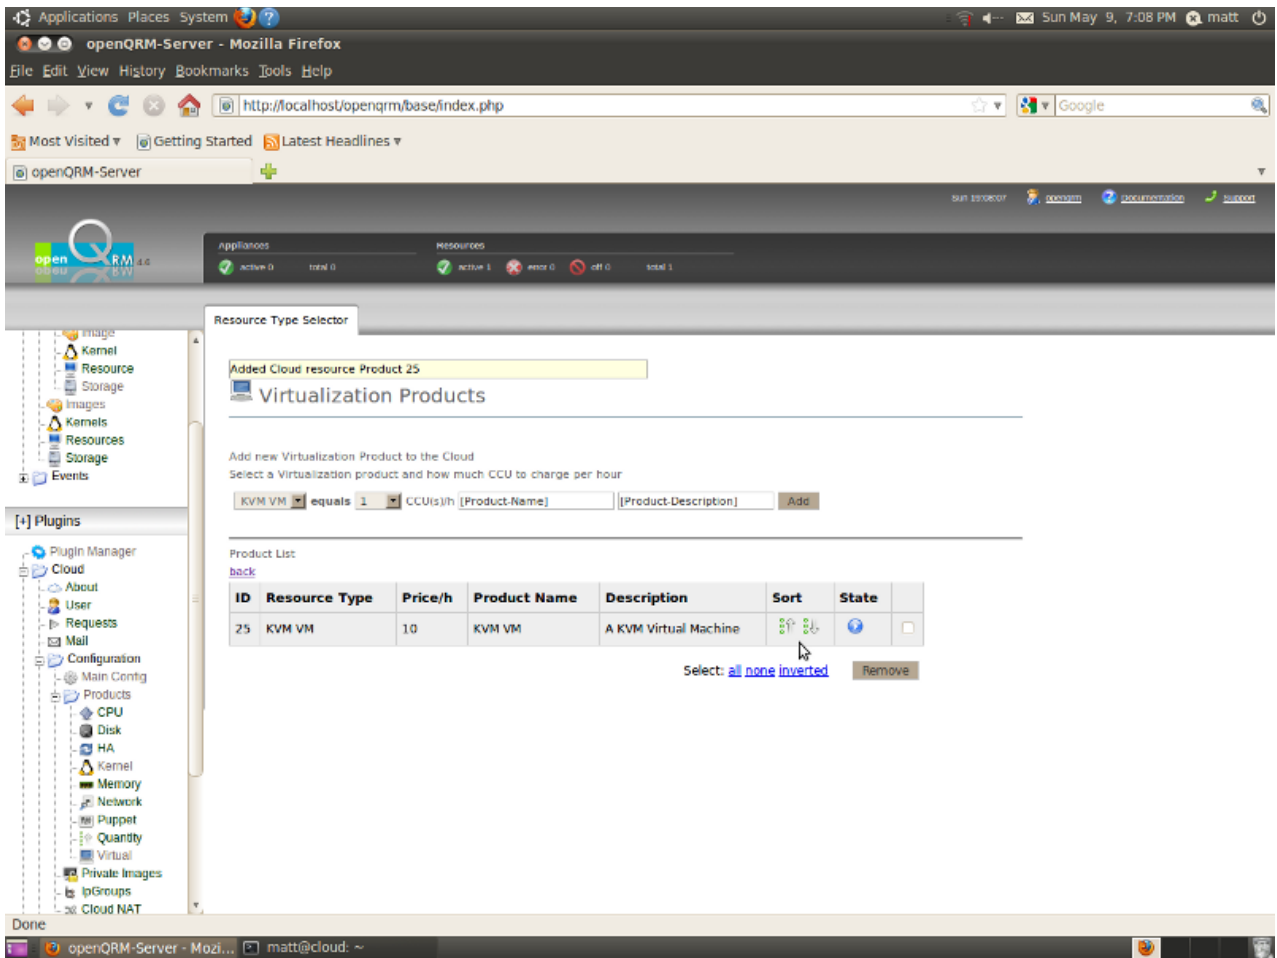 Applications Places System Sun May 9, 7:08 PM matt
openQRM-Server - Mozilla Firefox
File Edit View History Bookmarks Tools Help
http://localhost/openqrm/base/index.php Google
Most Visited Getting Started Latest Headlines
openQRM-Server
openqrm Documentation Support
open QRM 4.6
Appliances Resources
active 0 total 0 active 1 error 0 off 0 total 1
Resource Type Selector
Image
Kernel
Resource
Storage
Images
Kernels
Resources
Storage
Events
[+] Plugins
Plugin Manager
Cloud
About
User
Requests
Mail
Configuration
Main Config
Products
CPU
Disk
HA
Kernel
Memory
Network
Puppet
Quantity
Virtual
Private Images
IpGroups
Cloud NAT
Added Cloud resource Product 25
Virtualization Products
Add new Virtualization Product to the Cloud
Select a Virtualization product and how much CCU to charge per hour
KVM VM equals 1 CCU(s)/h [Product-Name] [Product-Description] Add
Product List
back
ID Resource Type Price/h Product Name Description Sort State
25 KVM VM 10 KVM VM A KVM Virtual Machine
Select: all none inverted Remove
Done
openQRM-Server - Mozi... matt@cloud: ~